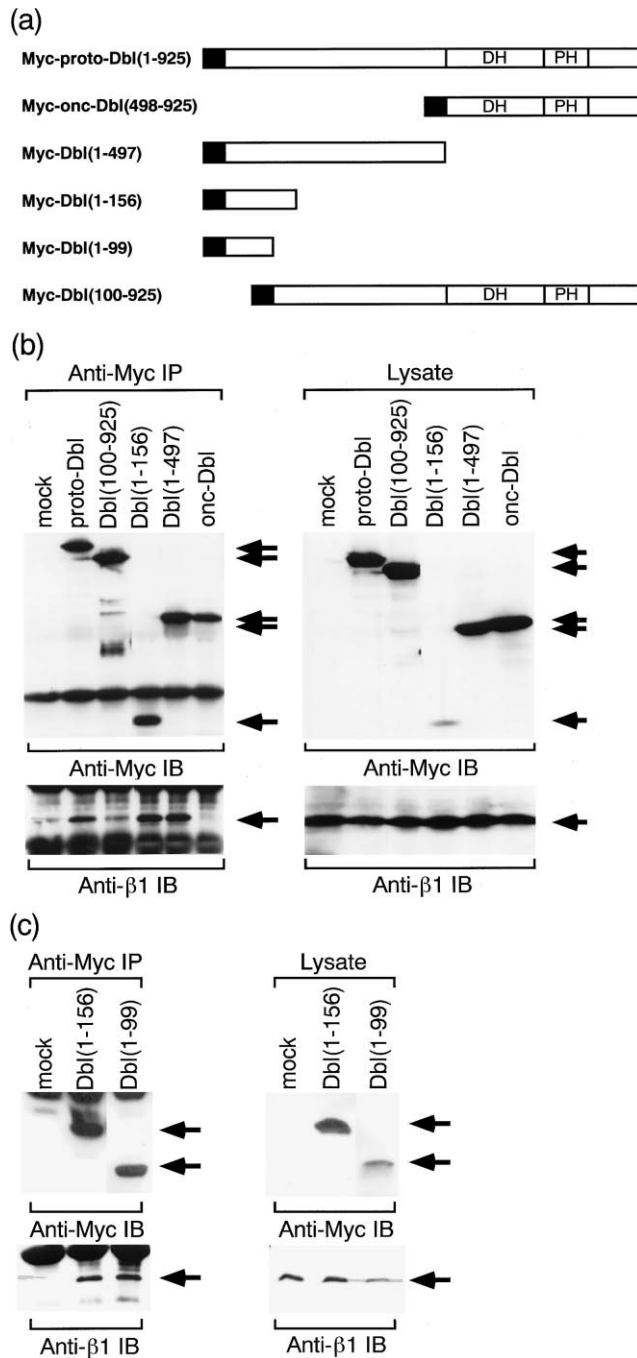 (a)
Myc-proto-Dbl(1-925) DH PH
Myc-onc-Dbl(498-925) DH PH
Myc-Dbl(1-497)
Myc-Dbl(1-156)
Myc-Dbl(1-99)
Myc-Dbl(100-925) DH PH
(b)
Anti-Myc IP
mock
proto-Dbl
Dbl(100-925)
Dbl(1-156)
Dbl(1-497)
onc-Dbl
Anti-Myc IB
Anti-β1 IB
Lysate
mock
proto-Dbl
Dbl(100-925)
Dbl(1-156)
Dbl(1-497)
onc-Dbl
Anti-Myc IB
Anti-β1 IB
(c)
Anti-Myc IP
mock
Dbl(1-156)
Dbl(1-99)
Anti-Myc IB
Anti-β1 IB
Lysate
mock
Dbl(1-156)
Dbl(1-99)
Anti-Myc IB
Anti-β1 IB